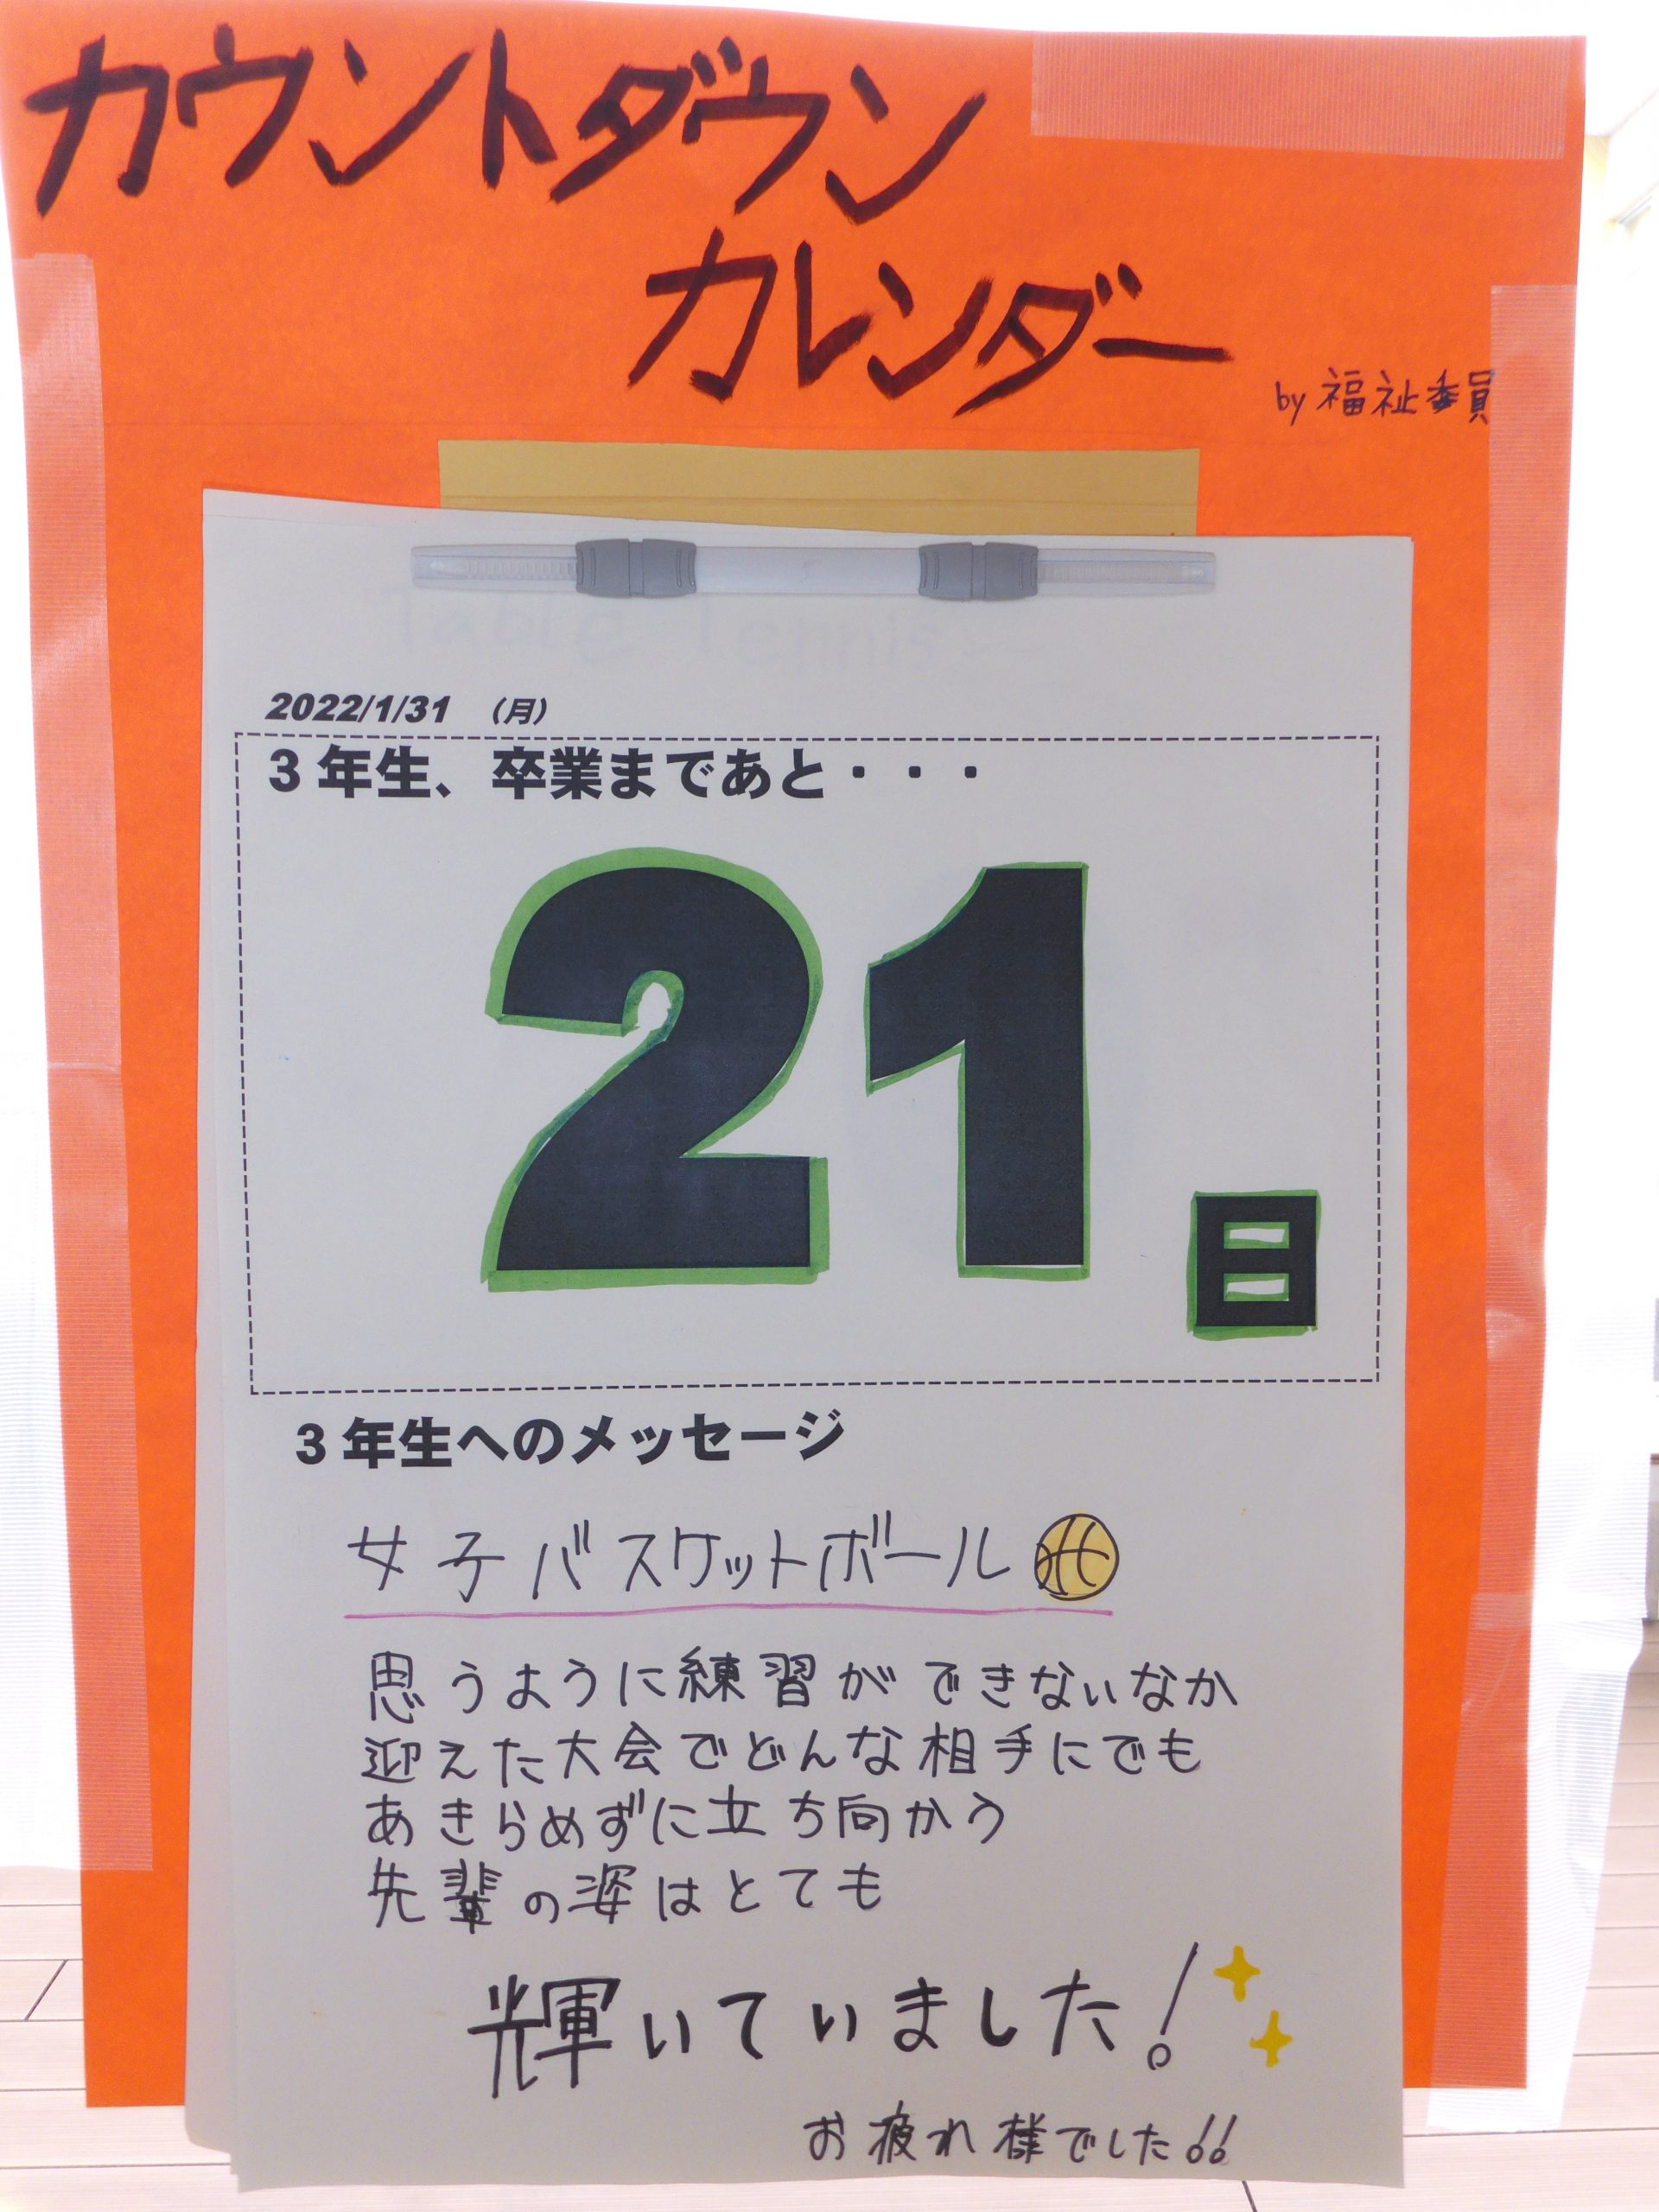 カウントダウン
カレンダー
by 福祉委員
Table Tennis
2022/1/31 （月）
3年生、卒業まであと・・・
21日
3年生へのメッセージ
女子バスケットボール
思うように練習ができないなか
迎えた大会でどんな相手にでも
あきらめずに立ち向かう
先輩の姿はとても
輝いていました!
お疲れ様でした!!